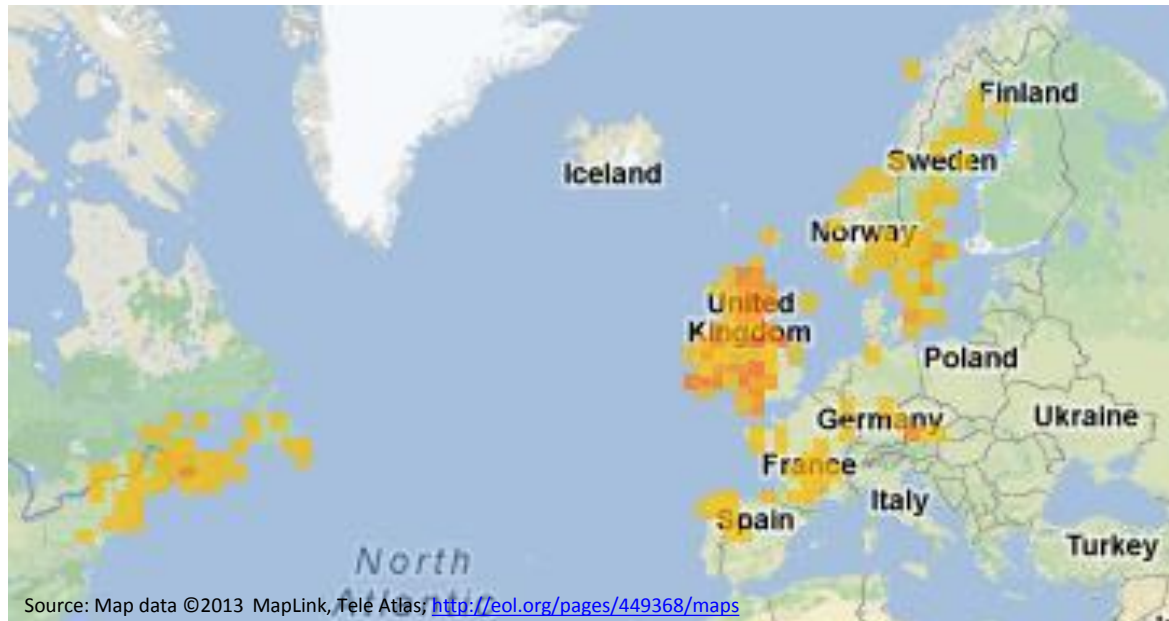 Finland
Sweden
Iceland
Norway
United
Kingdom
Poland
Germany
Ukraine
France
Italy
Spain
Turkey
North
Atlantic
Source: Map data ©2013 MapLink, Tele Atlas; http://eol.org/pages/449368/maps